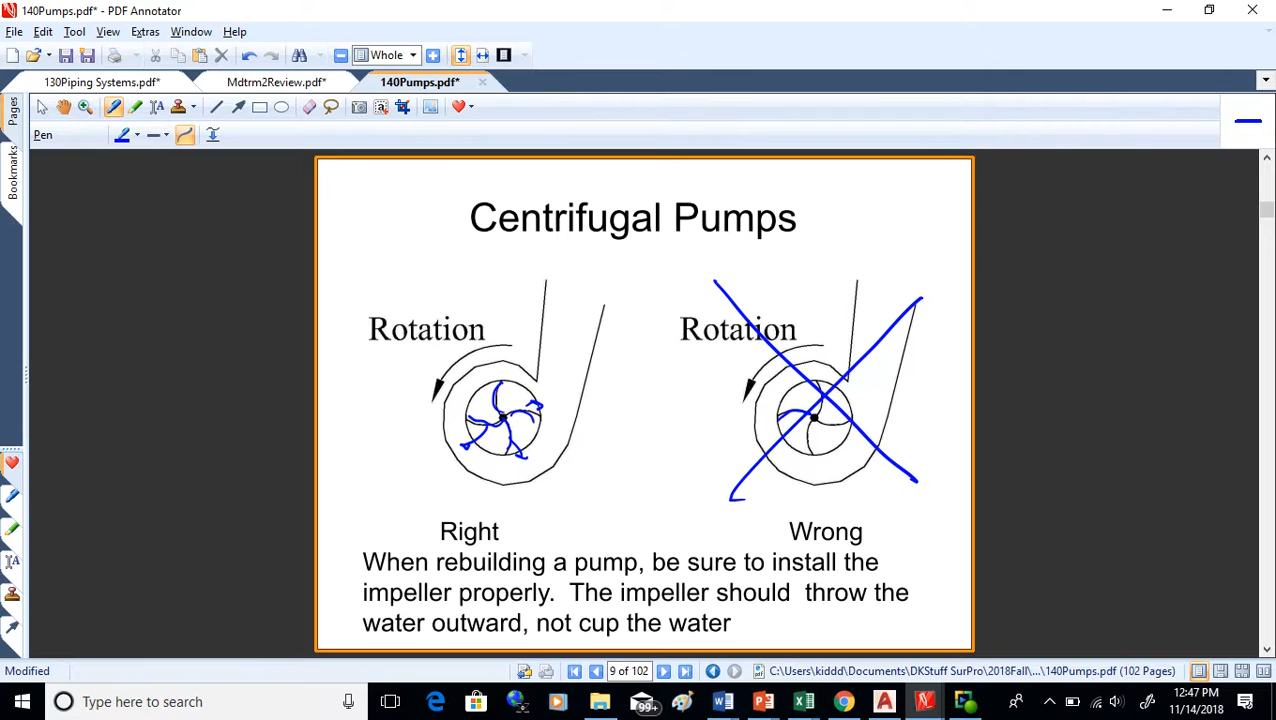 140Pumps.pdf* - PDF Annotator
File Edit Tool View Extras Window Help
Whole
130Piping Systems.pdf* Mdtrm2Review.pdf* 140Pumps.pdf*
Pages
Bookmarks
Pen
Centrifugal Pumps
Rotation Rotation
Right Wrong
When rebuilding a pump, be sure to install the
impeller properly. The impeller should throw the
water outward, not cup the water
Modified 9 of 102 C:\Users\kiddd\Documents\DKStuff SurPro\2018Fall\...\140Pumps.pdf (102 Pages)
Type here to search 99+ 12:47 PM
11/14/2018